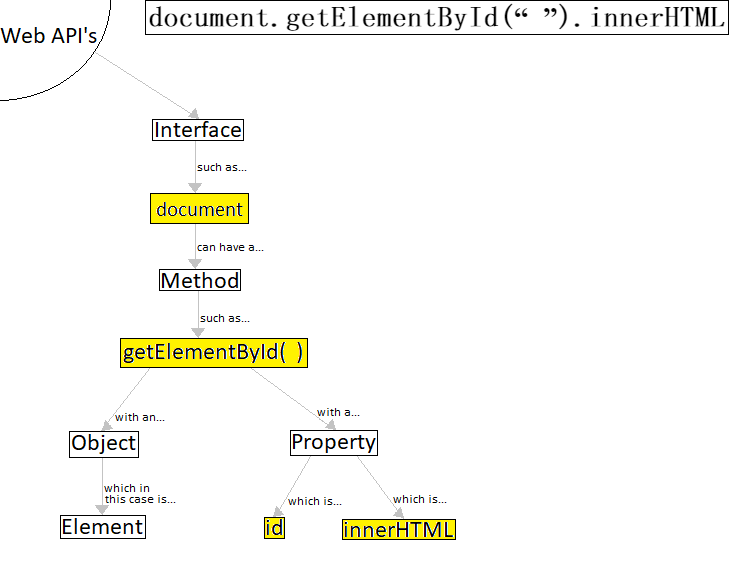 document.getElementById(“ ”).innerHTML
Web API's
Interface
such as...
document
can have a...
Method
such as...
getElementById( )
with an...
with a...
Object
Property
which in
this case is...
which is...
which is...
Element
id
innerHTML